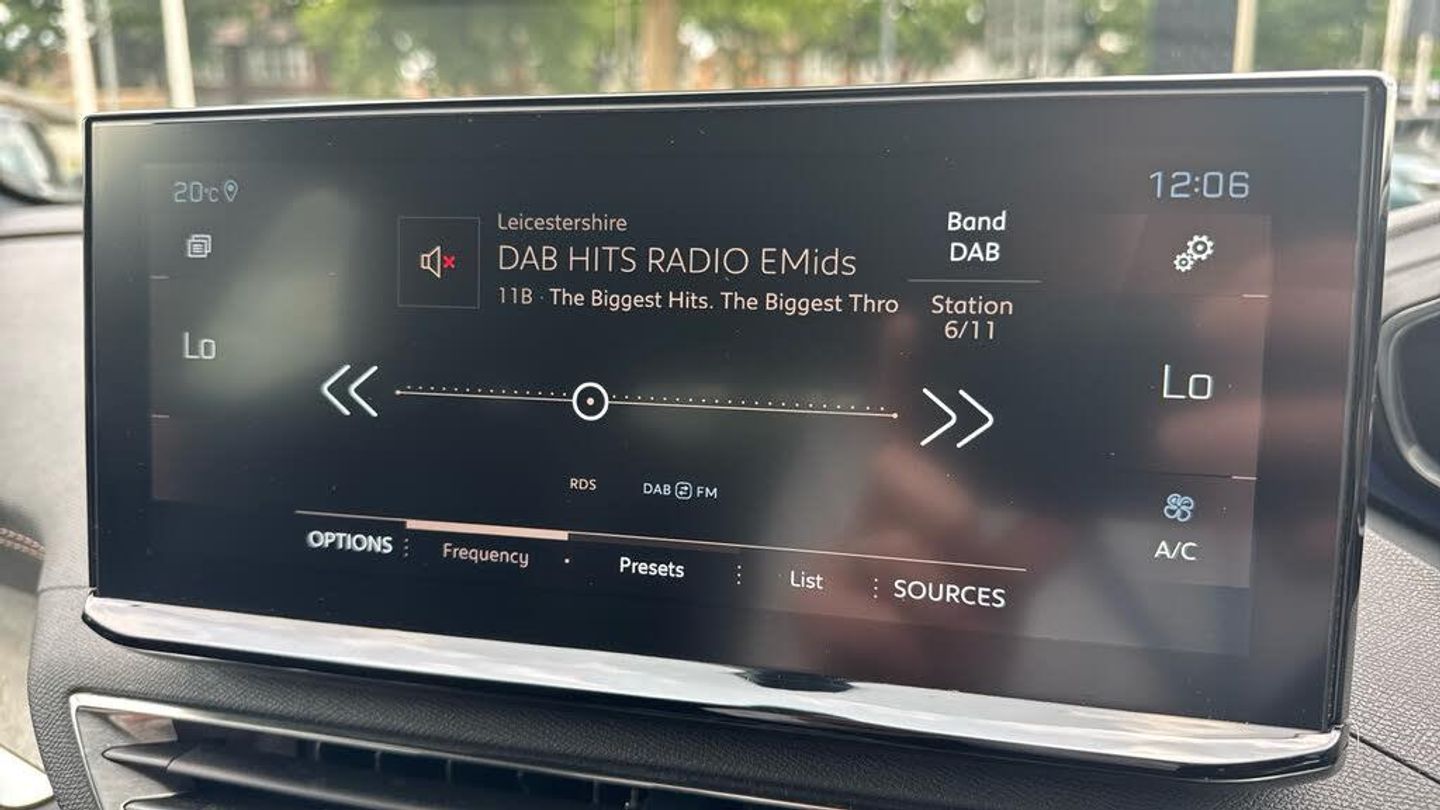 20°C
12:06
Leicestershire
DAB HITS RADIO EMids
11B · The Biggest Hits. The Biggest Thro
Band
DAB
Station
6/11
Lo
Lo
RDS
DAB FM
A/C
OPTIONS
Frequency
Presets
List
SOURCES